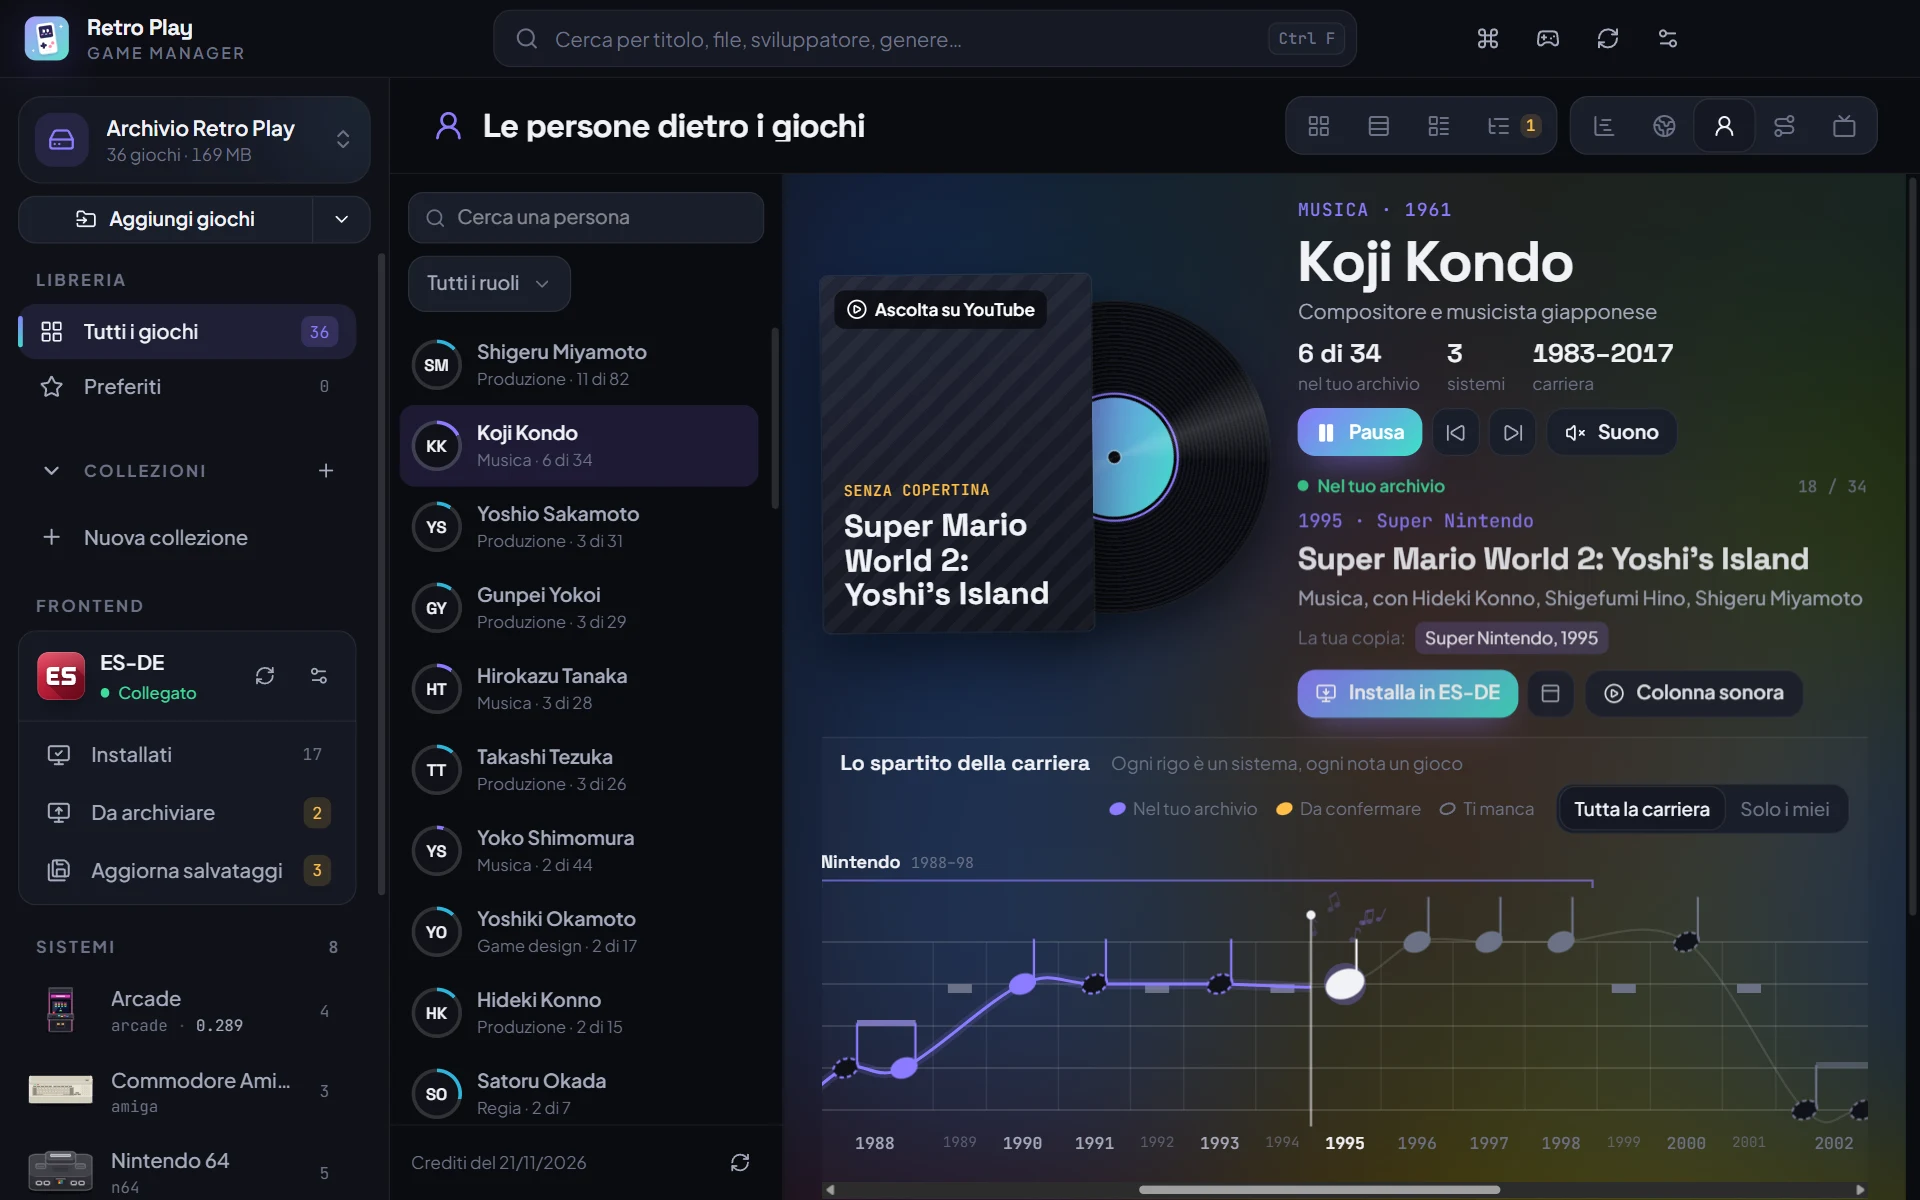 Retro Play
GAME MANAGER
Cerca per titolo, file, sviluppatore, genere...
Ctrl F
Archivio Retro Play
36 giochi · 169 MB
Aggiungi giochi
LIBRERIA
Tutti i giochi
36
Preferiti
0
COLLEZIONI
Nuova collezione
FRONTEND
ES
ES-DE
Collegato
Installati
17
Da archiviare
2
Aggiorna salvataggi
3
SISTEMI
8
Arcade
arcade · 0.289
4
Commodore Ami...
amiga
3
Nintendo 64
n64
5
Le persone dietro i giochi
1
Cerca una persona
Tutti i ruoli
SM
Shigeru Miyamoto
Produzione · 11 di 82
KK
Koji Kondo
Musica · 6 di 34
YS
Yoshio Sakamoto
Produzione · 3 di 31
GY
Gunpei Yokoi
Produzione · 3 di 29
HT
Hirokazu Tanaka
Musica · 3 di 28
TT
Takashi Tezuka
Produzione · 3 di 26
YS
Yoko Shimomura
Musica · 2 di 44
YO
Yoshiki Okamoto
Game design · 2 di 17
HK
Hideki Konno
Produzione · 2 di 15
SO
Satoru Okada
Regia · 2 di 7
Crediti del 21/11/2026
Ascolta su YouTube
SENZA COPERTINA
Super Mario
World 2:
Yoshi's Island
MUSICA · 1961
Koji Kondo
Compositore e musicista giapponese
6 di 34
nel tuo archivio
3
sistemi
1983–2017
carriera
Pausa
Suono
Nel tuo archivio
18 / 34
1995 · Super Nintendo
Super Mario World 2: Yoshi's Island
Musica, con Hideki Konno, Shigefumi Hino, Shigeru Miyamoto
La tua copia:
Super Nintendo, 1995
Installa in ES-DE
Colonna sonora
Lo spartito della carriera
Ogni rigo è un sistema, ogni nota un gioco
Nel tuo archivio
Da confermare
Ti manca
Tutta la carriera
Solo i miei
Nintendo 1988–98
1988 1989 1990 1991 1992 1993 1994 1995 1996 1997 1998 1999 2000 2001 2002